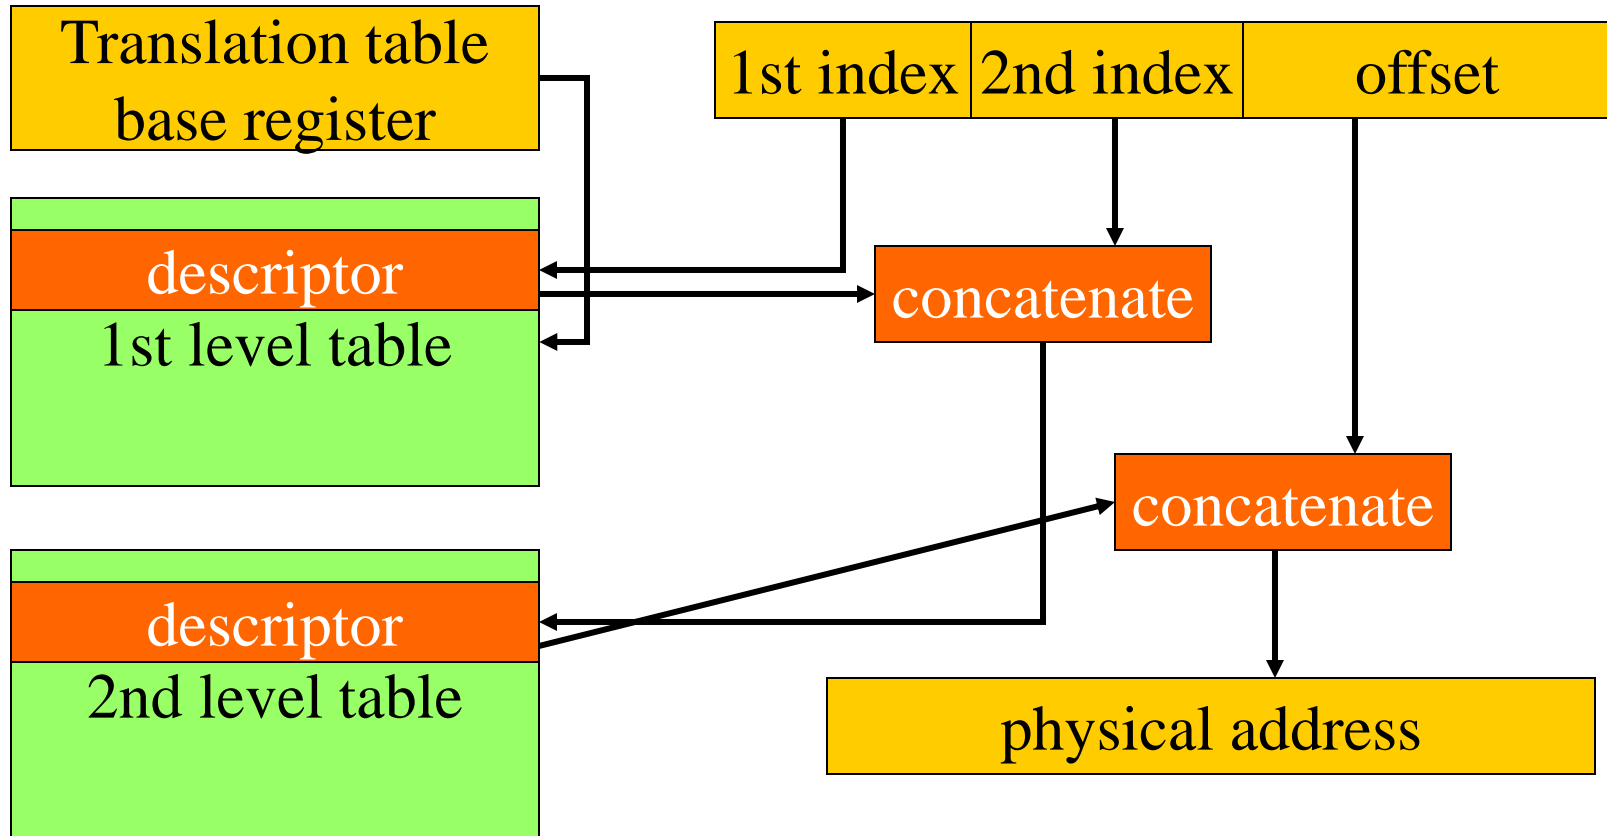 Translation table
base register
1st index
2nd index
offset
descriptor
concatenate
1st level table
concatenate
descriptor
2nd level table
physical address